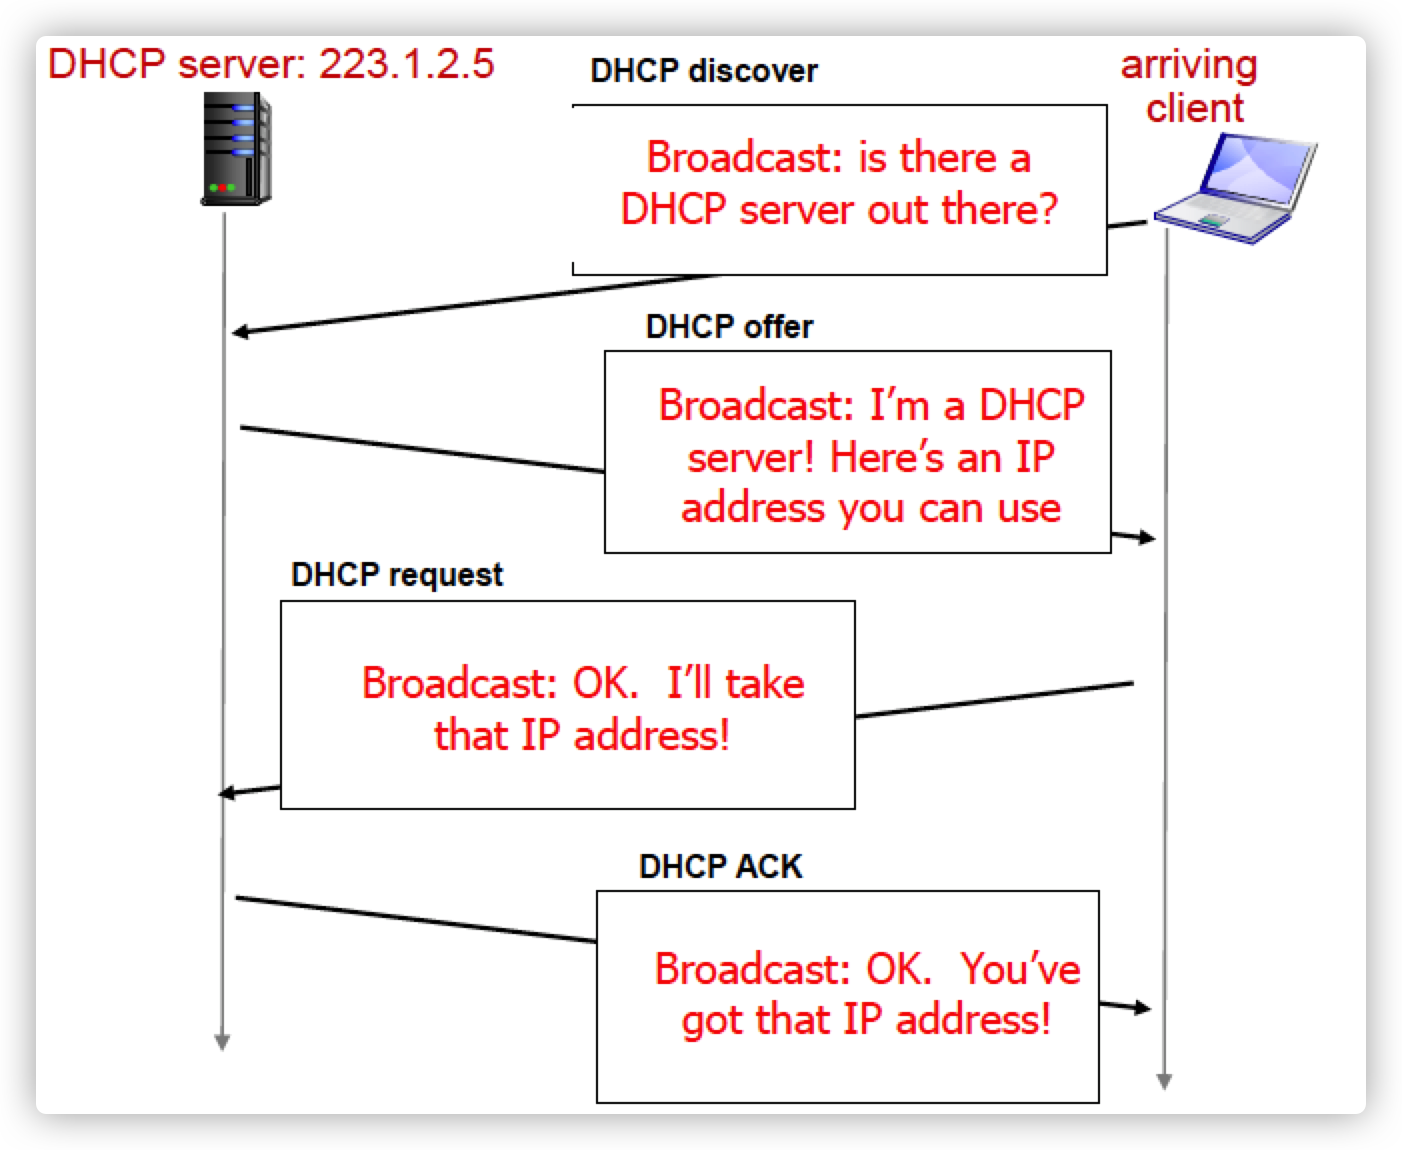 DHCP server: 223.1.2.5
DHCP discover
arriving
client
Broadcast: is there a
DHCP server out there?
DHCP offer
Broadcast: I’m a DHCP
server! Here’s an IP
address you can use
DHCP request
Broadcast: OK.  I’ll take
that IP address!
DHCP ACK
Broadcast: OK.  You’ve
got that IP address!